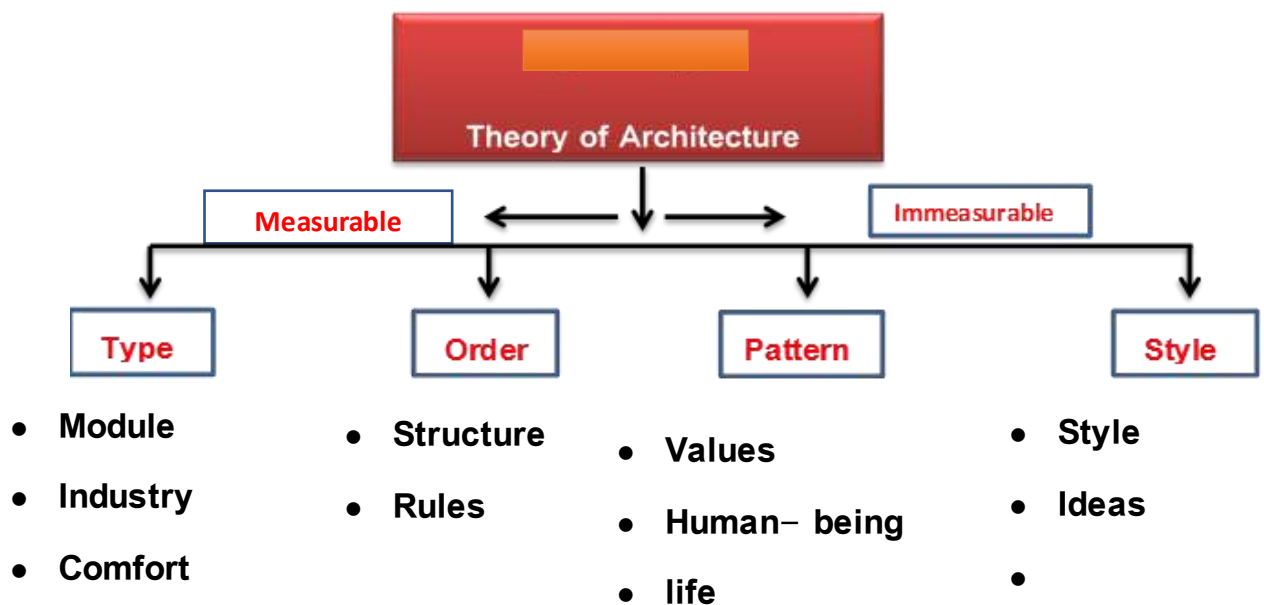 Theory of Architecture
Measurable
Immeasurable
Type
Order
Pattern
Style
● Module
● Industry
● Comfort
● Structure
● Rules
● Values
● Human– being
● life
● Style
● Ideas
●